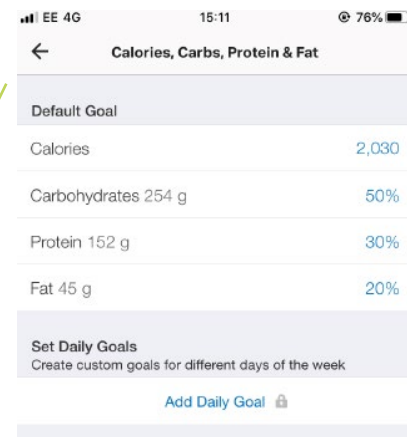 EE 4G 15:11 76%
Calories, Carbs, Protein & Fat
Default Goal
Calories 2,030
Carbohydrates 254 g 50%
Protein 152 g 30%
Fat 45 g 20%
Set Daily Goals
Create custom goals for different days of the week
Add Daily Goal